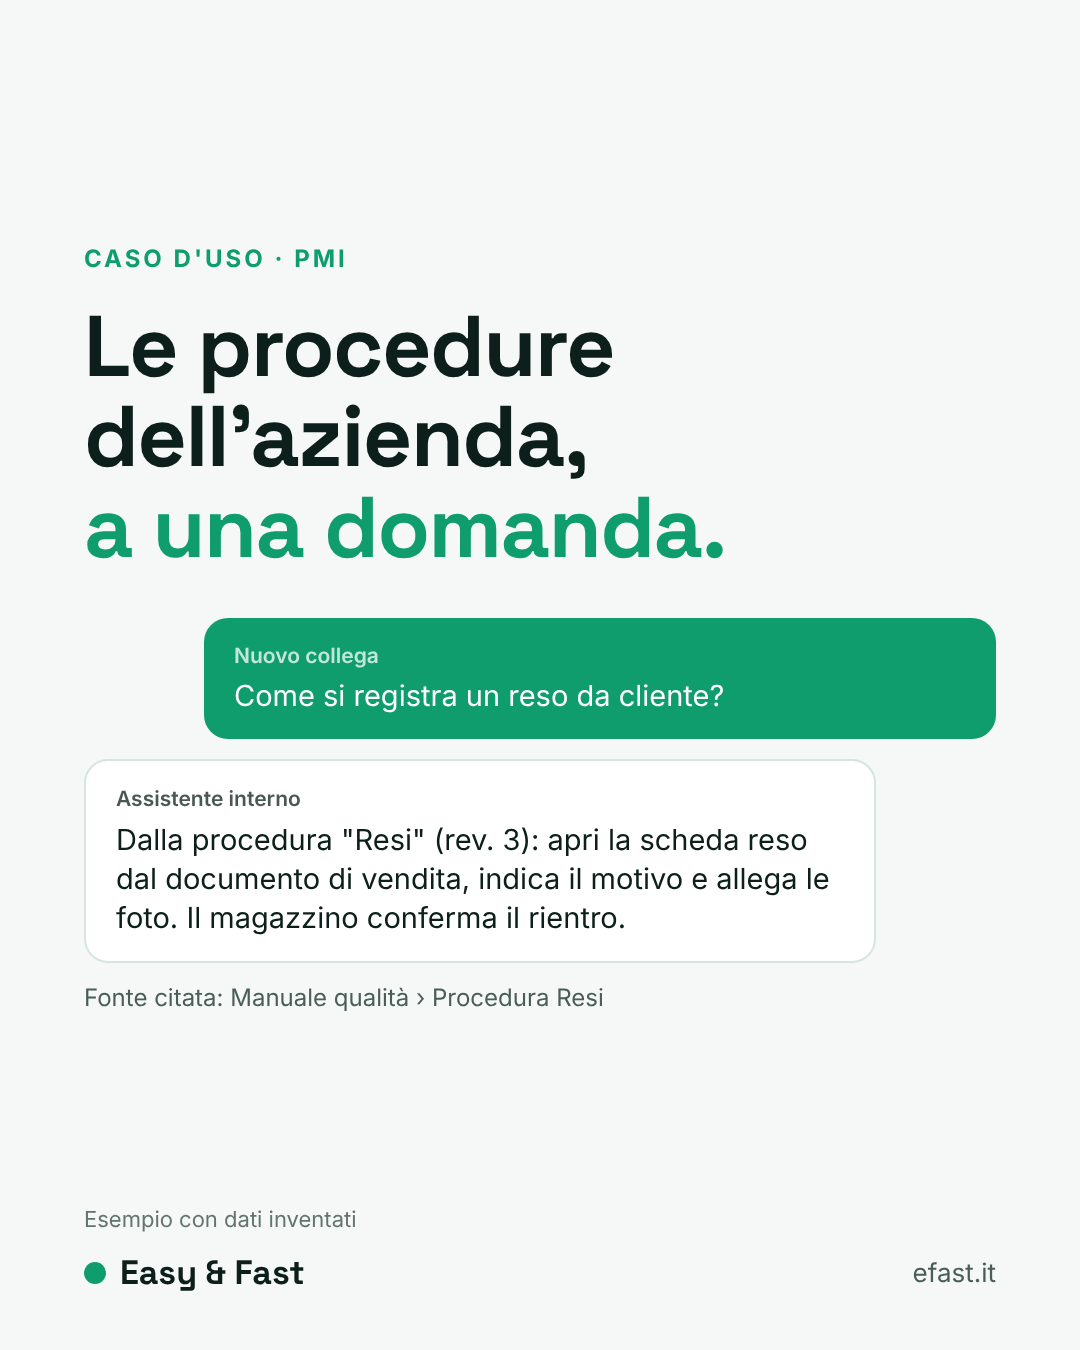 CASO D'USO · PMI
Le procedure
dell’azienda,
a una domanda.
Nuovo collega
Come si registra un reso da cliente?
Assistente interno
Dalla procedura "Resi" (rev. 3): apri la scheda reso
dal documento di vendita, indica il motivo e allega le
foto. Il magazzino conferma il rientro.
Fonte citata: Manuale qualità › Procedura Resi
Esempio con dati inventati
Easy & Fast
efast.it